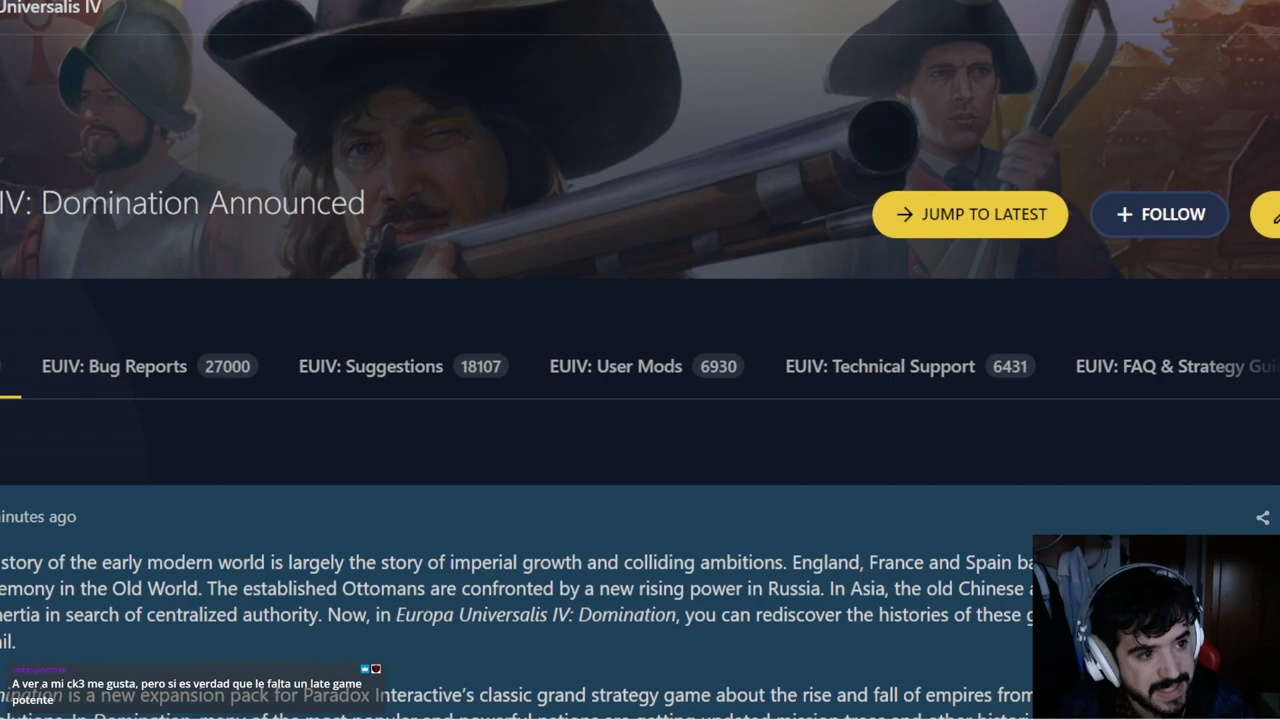 Universalis IV
IV: Domination Announced
JUMP TO LATEST
FOLLOW
EUIV: Bug Reports 27000
EUIV: Suggestions 18107
EUIV: User Mods 6930
EUIV: Technical Support 6431
EUIV: FAQ & Strategy
minutes ago
story of the early modern world is largely the story of imperial growth and colliding ambitions. England, France and Spain
in the Old World. The established Ottomans are confronted by a new rising power in Russia. In Asia, the old Chinese
in search of centralized authority. Now, in Europa Universalis IV: Domination, you can rediscover the histories of these
A ver a mi ck3 me gusta, pero si es verdad que le falta un late game
potente
is a new expansion pack for Paradox Interactive's classic grand strategy game about the rise and fall of empires from